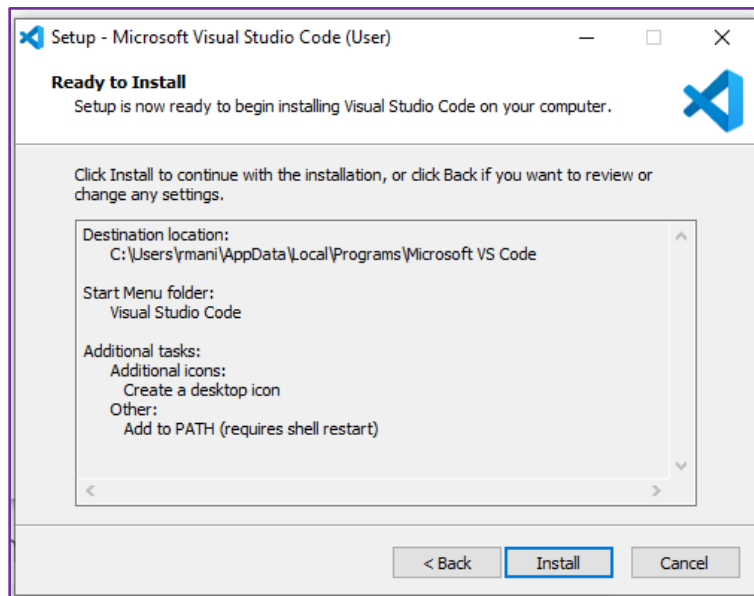 Setup - Microsoft Visual Studio Code (User)
Ready to Install
Setup is now ready to begin installing Visual Studio Code on your computer.
Click Install to continue with the installation, or click Back if you want to review or
change any settings.
Destination location:
C:\Users\rmani\AppData\Local\Programs\Microsoft VS Code
Start Menu folder:
Visual Studio Code
Additional tasks:
Additional icons:
Create a desktop icon
Other:
Add to PATH (requires shell restart)
< Back
Install
Cancel